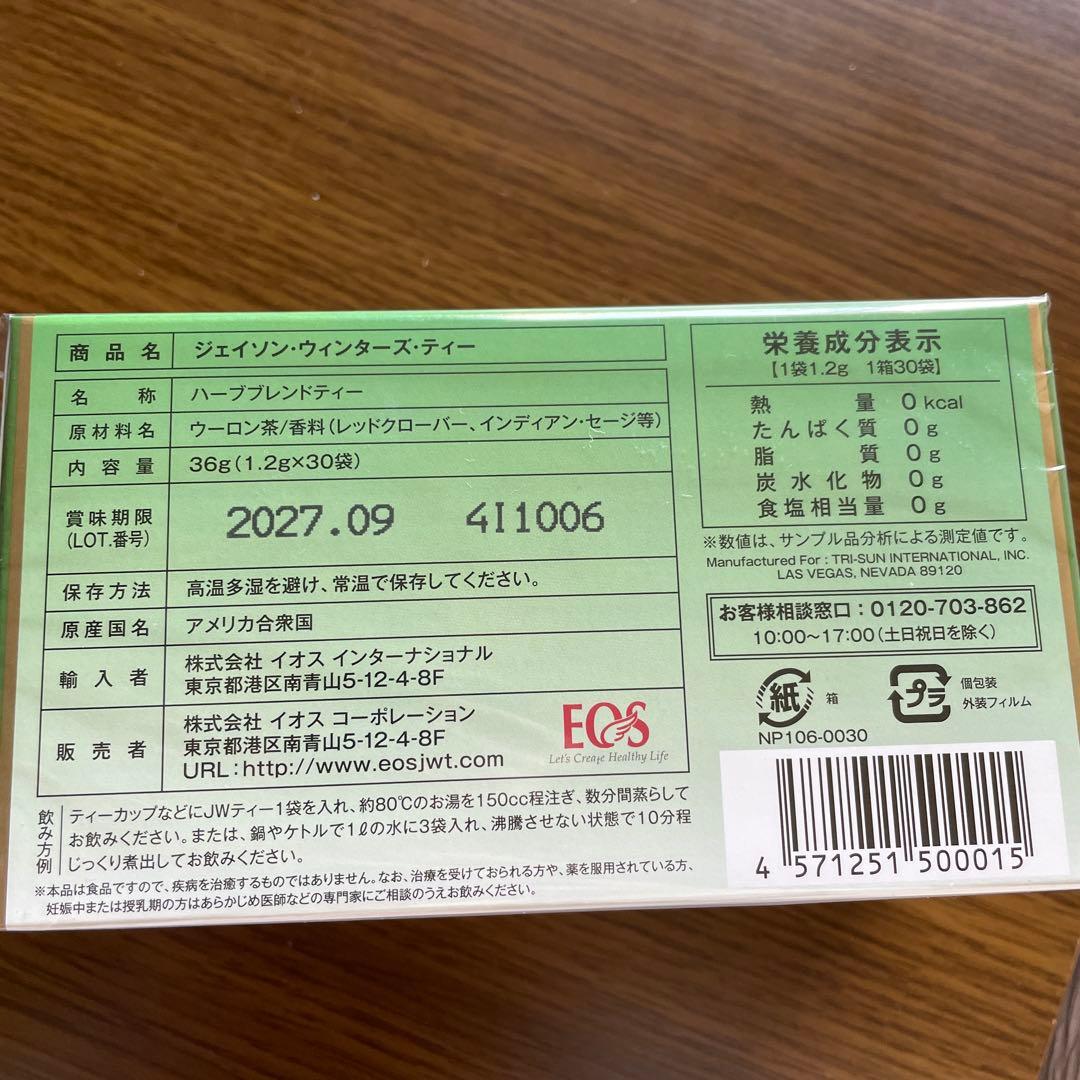 商品名 ジェイソン・ウィンターズ・ティー
名称 ハーブブレンドティー
原材料名 ウーロン茶/香料(レッドクローバー、インディアン・セージ等)
内容量 36g(1.2g×30袋)
賞味期限
(LOT.番号)
2027.09 4I1006
保存方法 高温多湿を避け、常温で保存してください。
原産国名 アメリカ合衆国
輸入者 株式会社 イオス インターナショナル
東京都港区南青山5-12-4-8F
販売者 株式会社 イオス コーポレーション
東京都港区南青山5-12-4-8F
URL:http://www.eosjwt.com
EOS
Let's Create Healthy Life
飲み方例
ティーカップなどにJWティー1袋を入れ、約80℃のお湯を150cc程注ぎ、数分間蒸らして
お飲みください。または、鍋やケトルで1ℓの水に3袋入れ、沸騰させない状態で10分程
じっくり煮出してお飲みください。
※本品は食品ですので、疾病を治癒するものではありません。なお、治療を受けておられる方や、薬を服用されている方、
妊娠中または授乳期の方はあらかじめ医師などの専門家にご相談のうえお飲みください。
栄養成分表示
【1袋1.2g 1箱30袋】
熱量 0 kcal
たんぱく質 0 g
脂質 0 g
炭水化物 0 g
食塩相当量 0 g
※数値は、サンプル品分析による測定値です。
Manufactured For : TRI-SUN INTERNATIONAL, INC.
LAS VEGAS, NEVADA 89120
お客様相談窓口:0120-703-862
10:00〜17:00(土日祝日を除く)
紙 箱
プラ 個包装
外装フィルム
NP106-0030
4 571251 500015